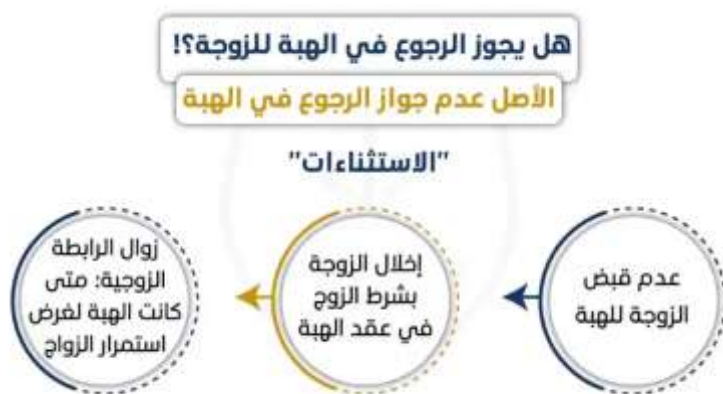 هل يجوز الرجوع في الهبة للزوجة؟!
الأصل عدم جواز الرجوع في الهبة
"الاستثناءات"
عدم قبض
الزوجة للهبة
إخلال الزوجة
بشرط الزوج
في عقد الهبة
زوال الرابطة
الزوجية: متى
كانت الهبة لغرض
استمرار الزواج